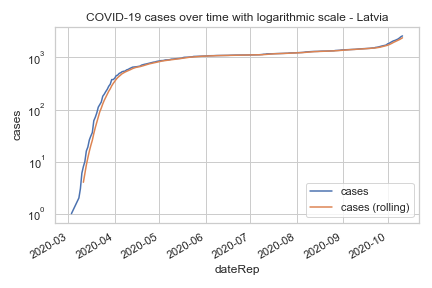 COVID-19 cases over time with logarithmic scale - Latvia
cases
10³
10²
10¹
10⁰
2020-03
2020-04
2020-05
2020-06
2020-07
2020-08
2020-09
2020-10
dateRep
cases
cases (rolling)